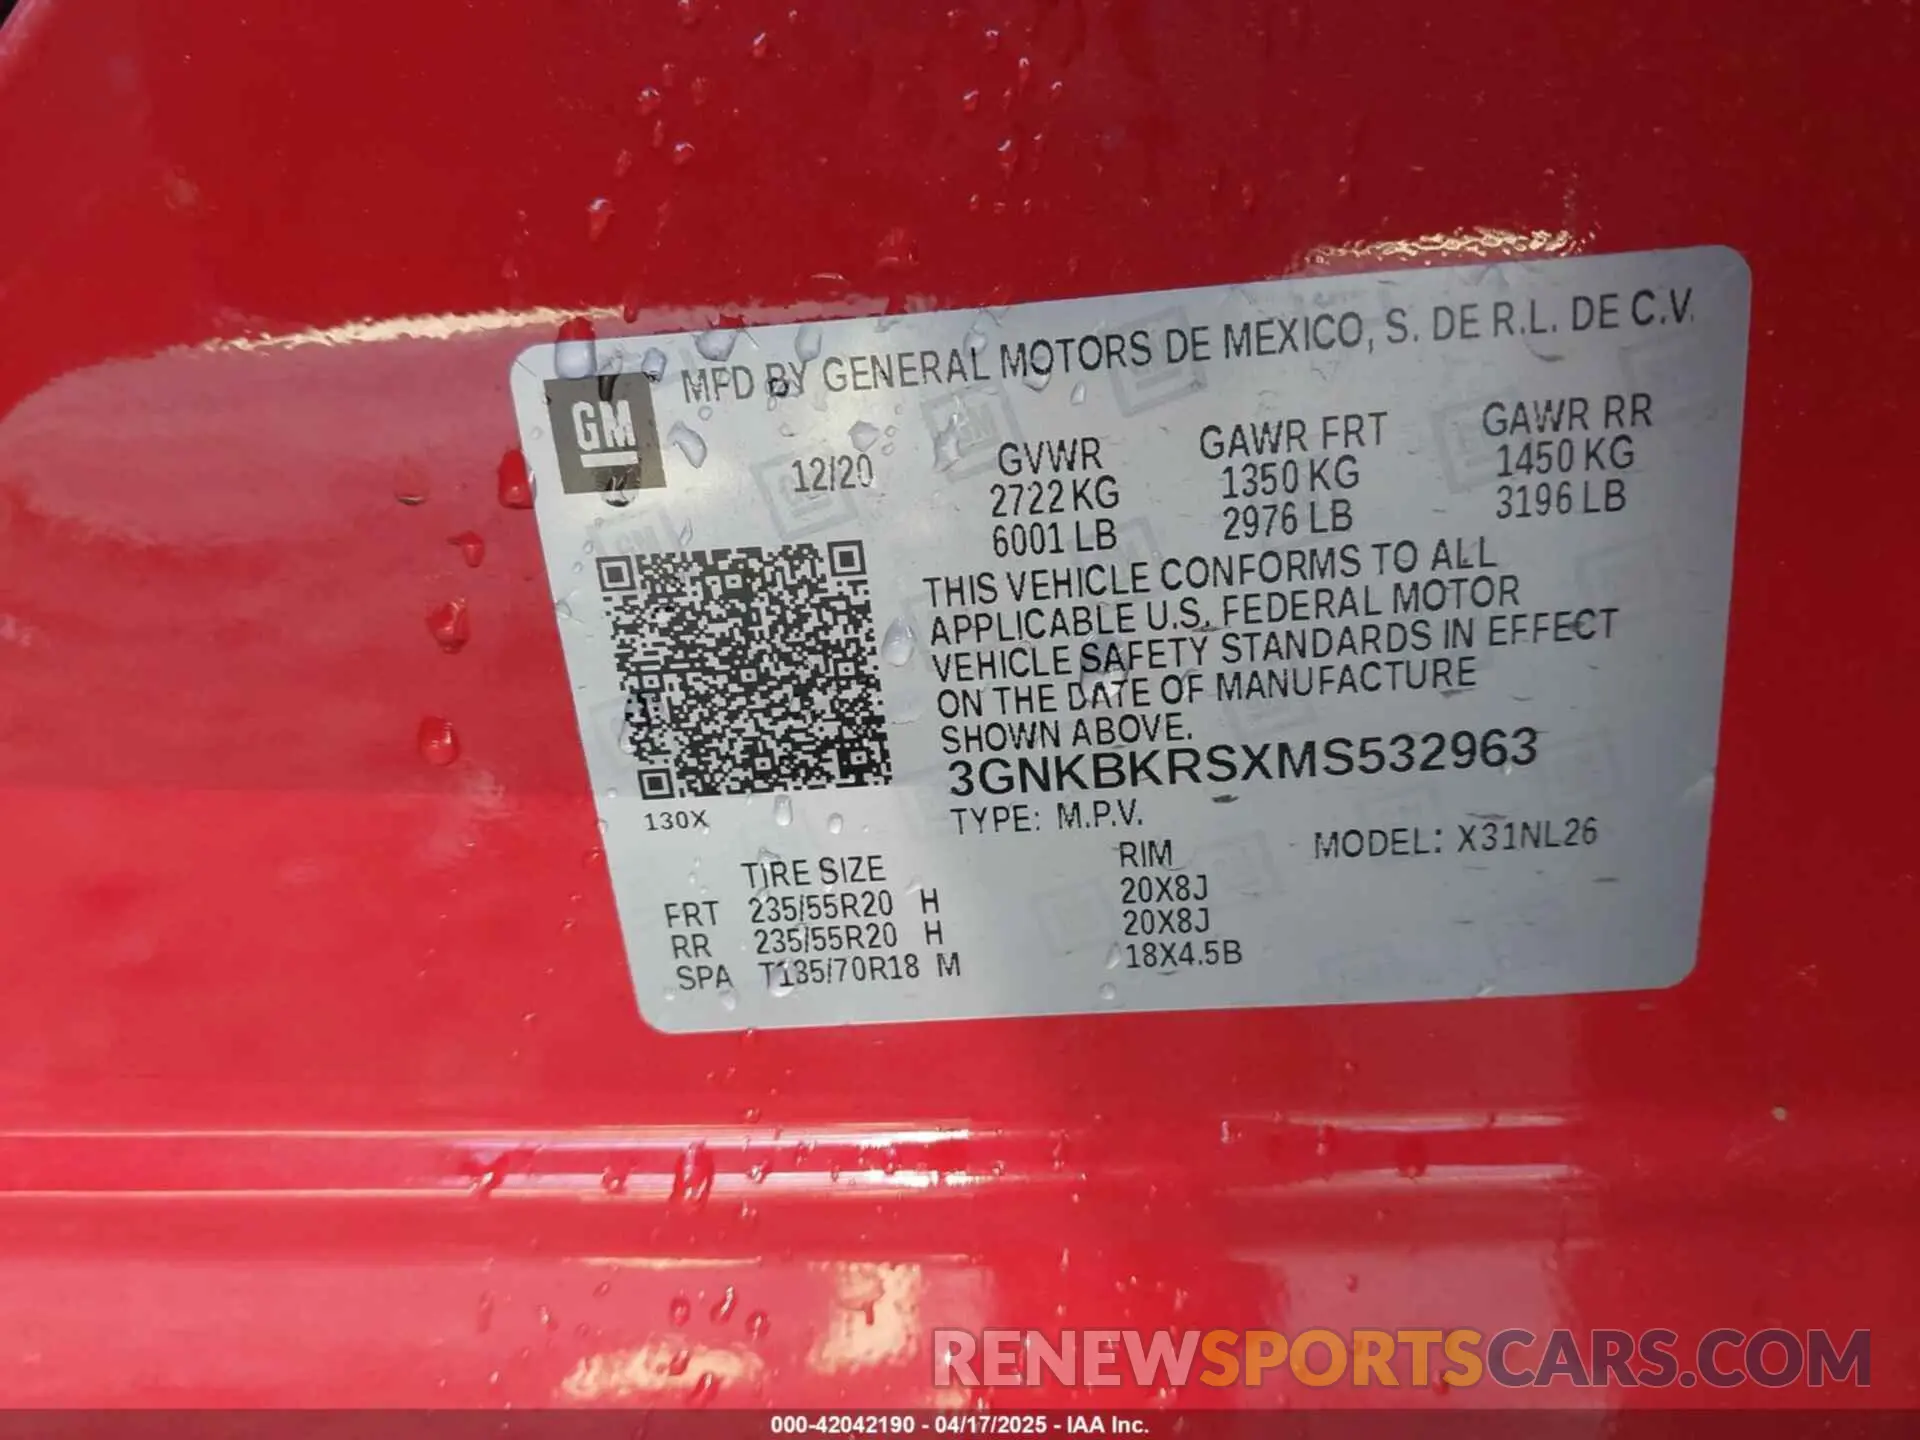 MFD BY GENERAL MOTORS DE MEXICO, S. DE R.L. DE C.V.
GM
12/20
GVWR
2722 KG
6001 LB
GAWR FRT
1350 KG
2976 LB
GAWR RR
1450 KG
3196 LB
THIS VEHICLE CONFORMS TO ALL
APPLICABLE U.S. FEDERAL MOTOR
VEHICLE SAFETY STANDARDS IN EFFECT
ON THE DATE OF MANUFACTURE
SHOWN ABOVE.
3GNKBKRSXMS532963
130X
TYPE: M.P.V.
MODEL: X31NL26
TIRE SIZE RIM
FRT 235/55R20 H 20X8J
RR 235/55R20 H 20X8J
SPA T135/70R18 M 18X4.5B
RENEWSPORTSCARS.COM
000-42042190 - 04/17/2025 - IAA Inc.